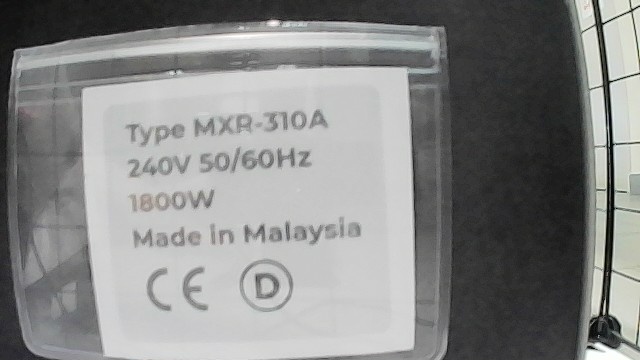 Type MXR-310A
240V 50/60Hz
1800W
Made in Malaysia
CE D